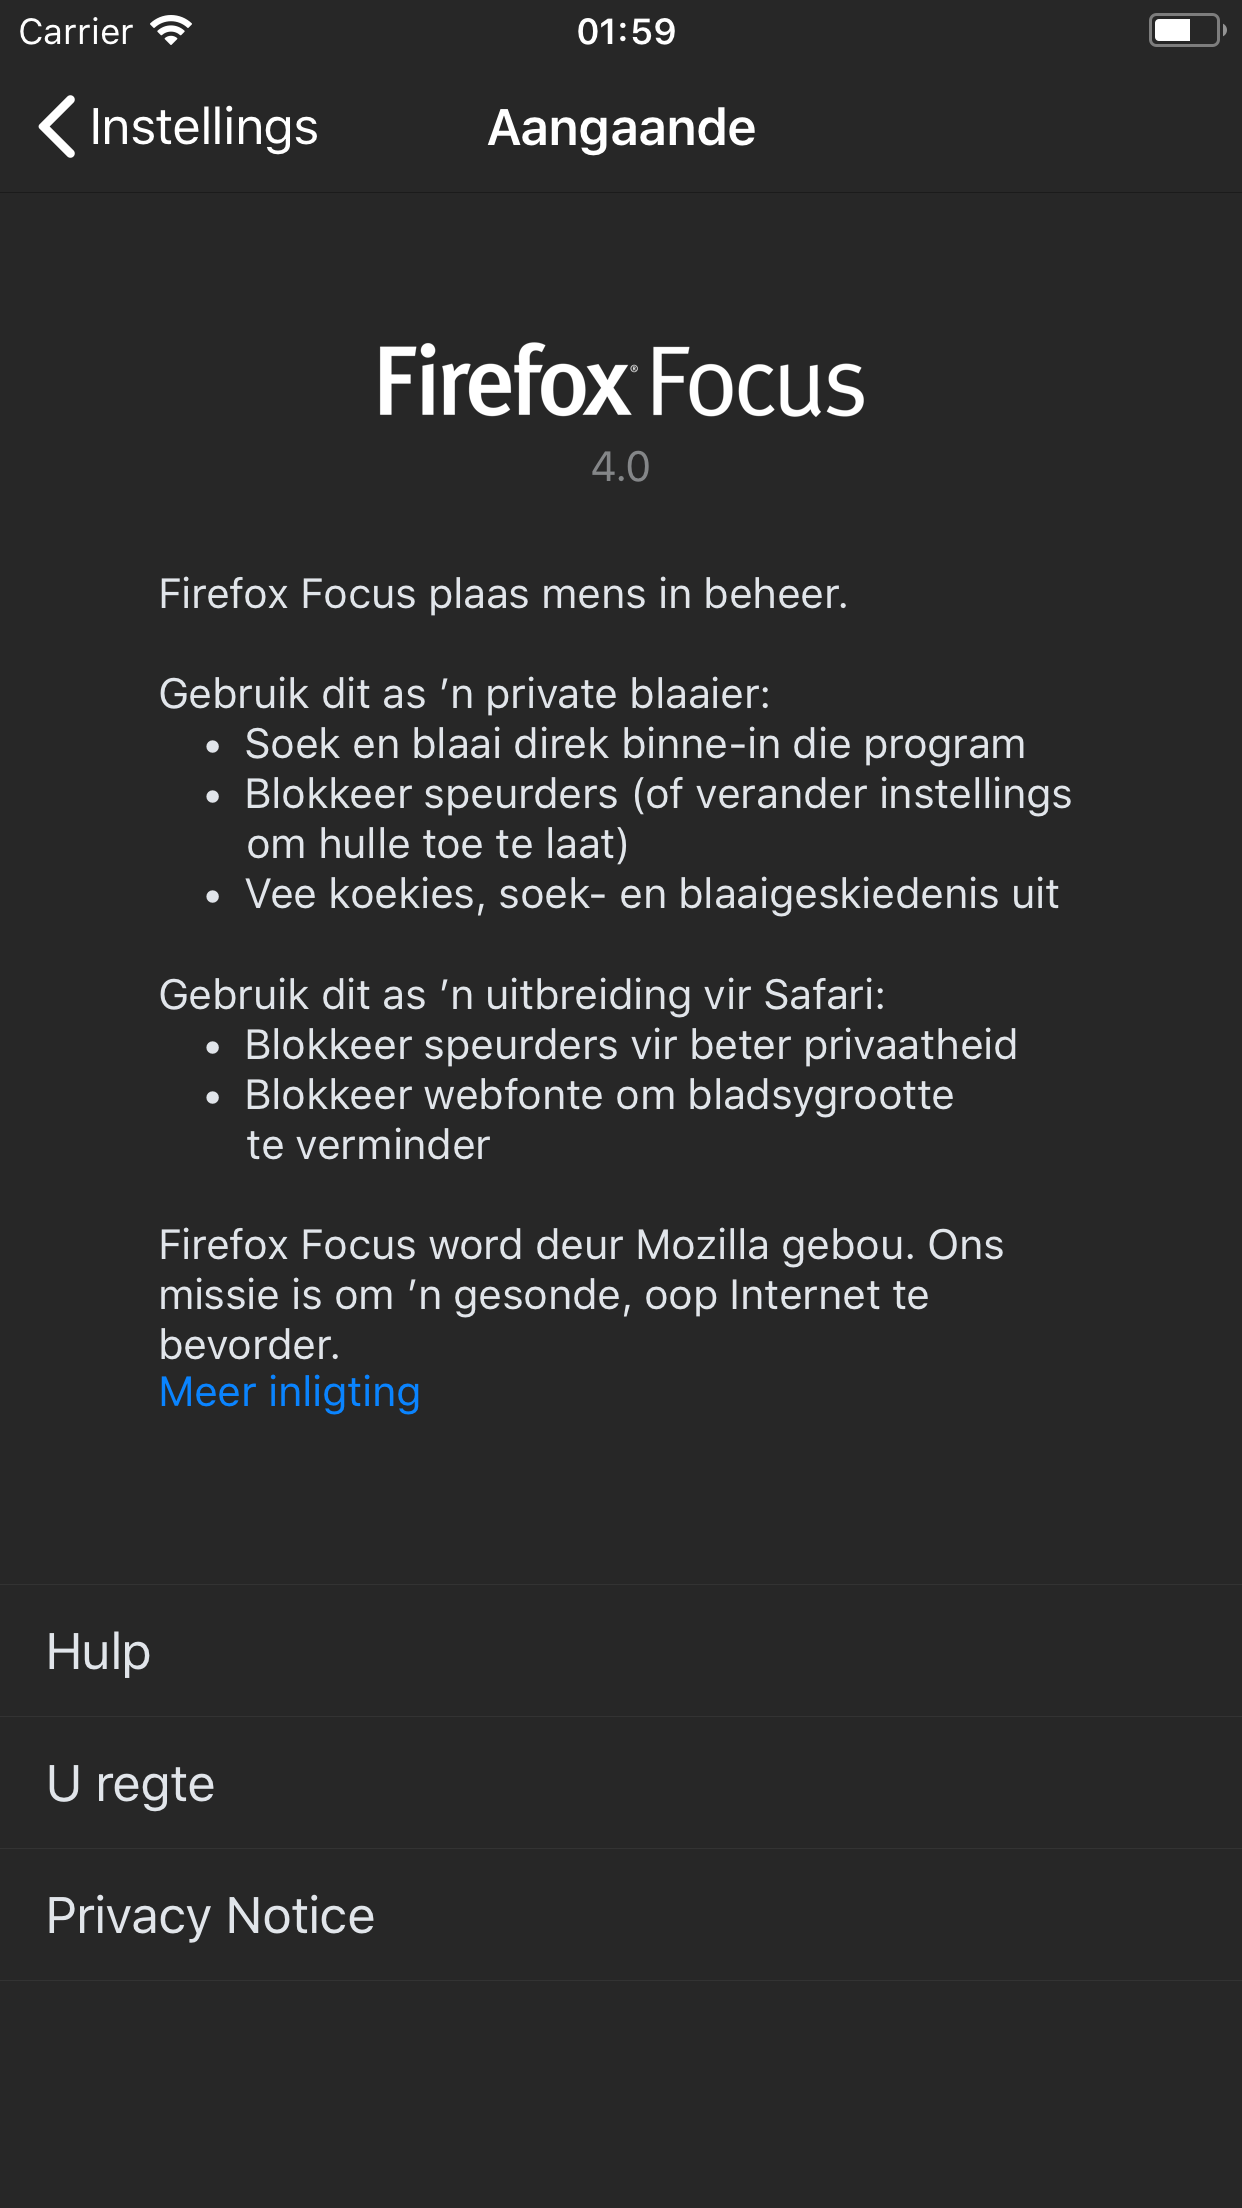 Carrier 01:59
Instellings Aangaande
Firefox® Focus
4.0
Firefox Focus plaas mens in beheer.
Gebruik dit as ’n private blaaier:
• Soek en blaai direk binne-in die program
• Blokkeer speurders (of verander instellings
om hulle toe te laat)
• Vee koekies, soek- en blaaigeskiedenis uit
Gebruik dit as ’n uitbreiding vir Safari:
• Blokkeer speurders vir beter privaatheid
• Blokkeer webfonte om bladsygrootte
te verminder
Firefox Focus word deur Mozilla gebou. Ons
missie is om ’n gesonde, oop Internet te
bevorder.
Meer inligting
Hulp
U regte
Privacy Notice